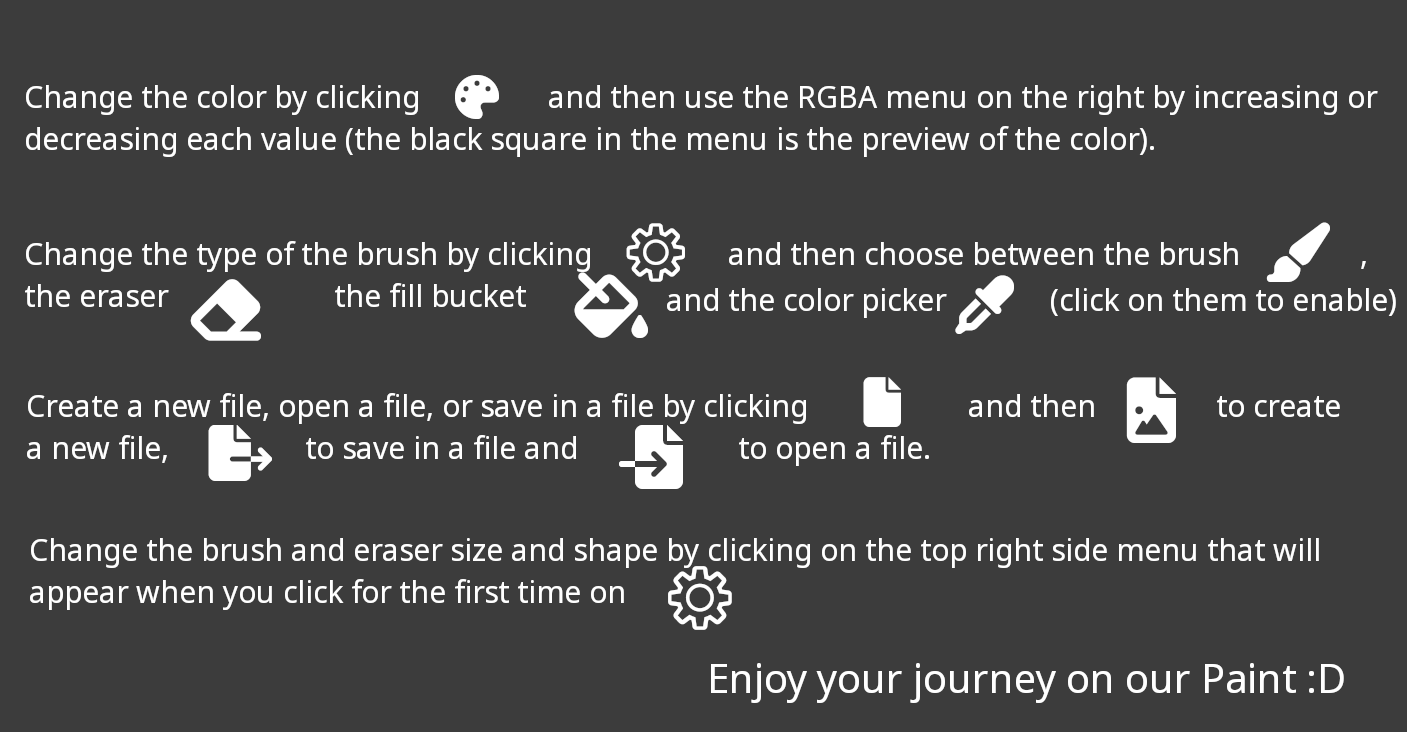 Change the color by clicking and then use the RGBA menu on the right by increasing or
decreasing each value (the black square in the menu is the preview of the color).
Change the type of the brush by clicking and then choose between the brush ,
the eraser the fill bucket and the color picker (click on them to enable)
Create a new file, open a file, or save in a file by clicking and then to create
a new file, to save in a file and to open a file.
Change the brush and eraser size and shape by clicking on the top right side menu that will
appear when you click for the first time on
Enjoy your journey on our Paint :D